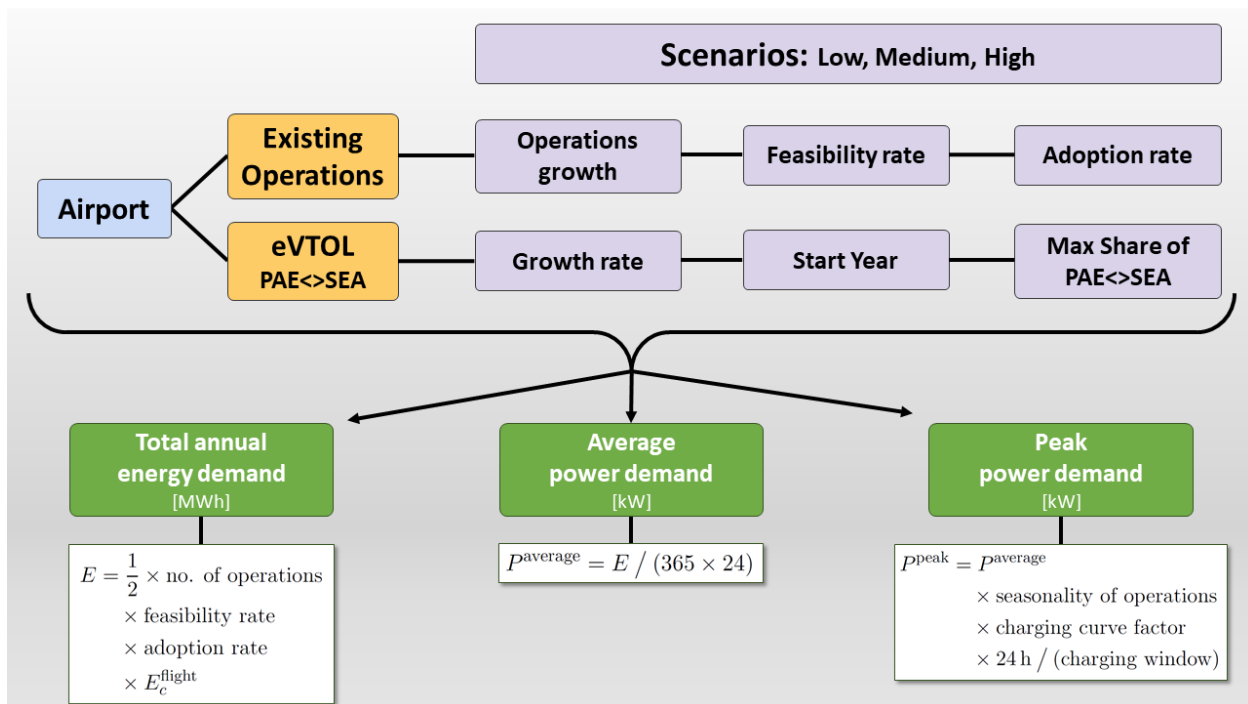 Scenarios: Low, Medium, High
Airport
Existing
Operations
Operations
growth
Feasibility rate
Adoption rate
eVTOL
PAE<>SEA
Growth rate
Start Year
Max Share of
PAE<>SEA
Total annual
energy demand
[MWh]
Average
power demand
[kW]
Peak
power demand
[kW]
E = 1/2 × no. of operations
× feasibility rate
× adoption rate
× E_c^flight
P^average = E / (365 × 24)
P^peak = P^average
× seasonality of operations
× charging curve factor
× 24 h / (charging window)